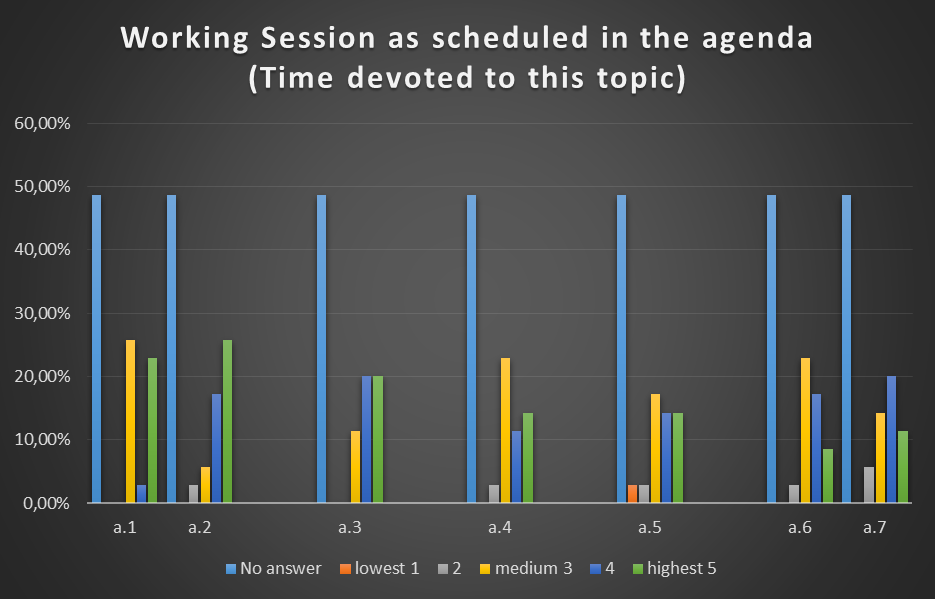 Working Session as scheduled in the agenda
(Time devoted to this topic)
60,00%
50,00%
40,00%
30,00%
20,00%
10,00%
0,00%
a.1 a.2 a.3 a.4 a.5 a.6 a.7
No answer lowest 1 2 medium 3 4 highest 5